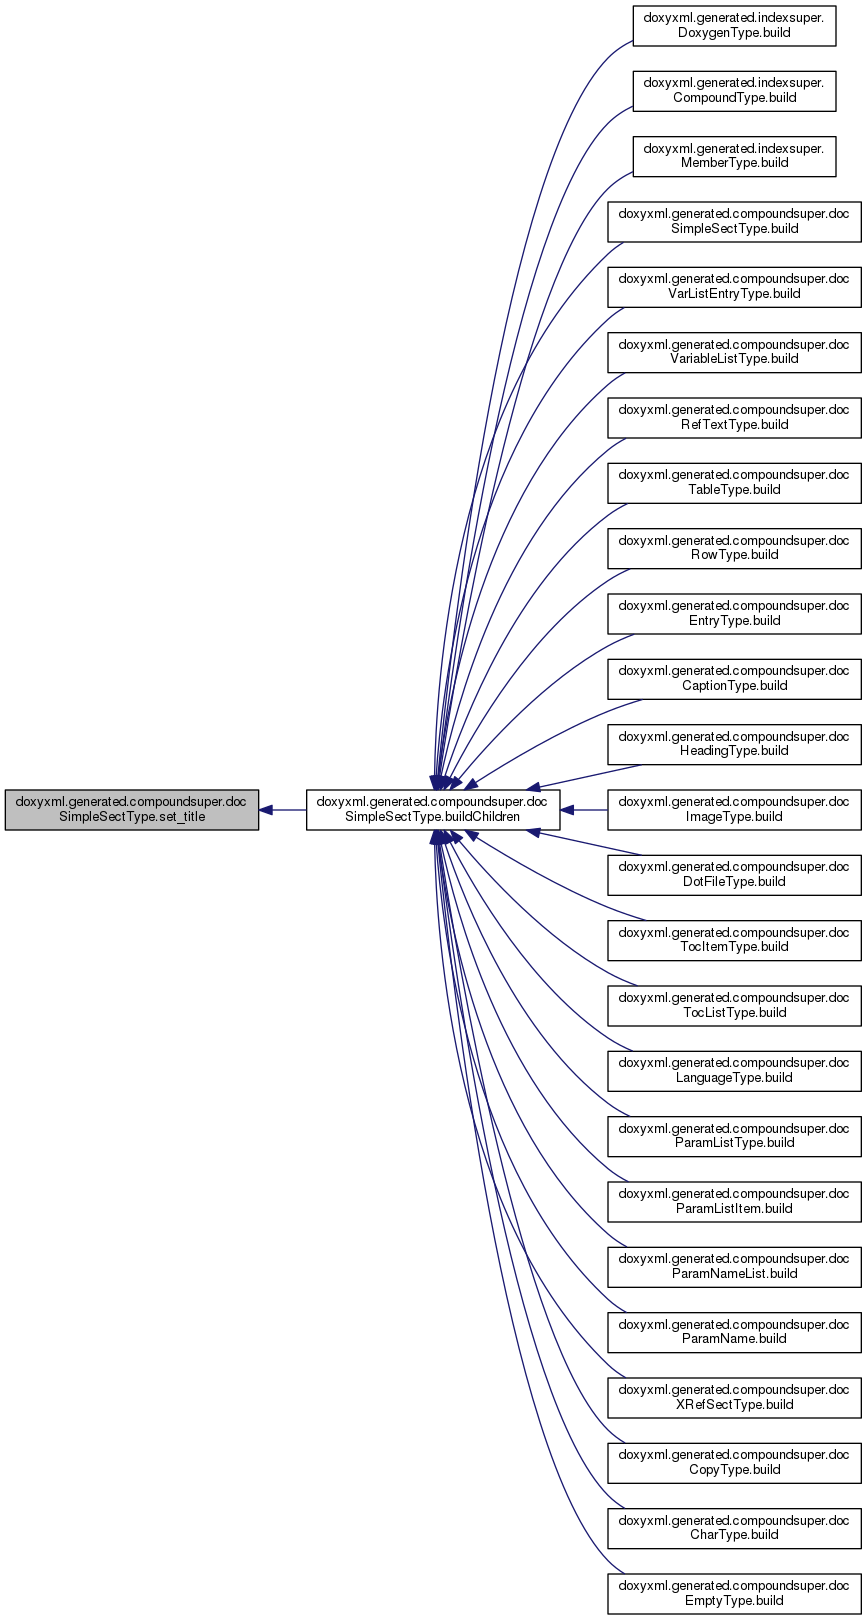 doxyxml.generated.indexsuper.
DoxygenType.build
doxyxml.generated.indexsuper.
CompoundType.build
doxyxml.generated.indexsuper.
MemberType.build
doxyxml.generated.compoundsuper.doc
SimpleSectType.build
doxyxml.generated.compoundsuper.doc
VarListEntryType.build
doxyxml.generated.compoundsuper.doc
VariableListType.build
doxyxml.generated.compoundsuper.doc
RefTextType.build
doxyxml.generated.compoundsuper.doc
TableType.build
doxyxml.generated.compoundsuper.doc
RowType.build
doxyxml.generated.compoundsuper.doc
EntryType.build
doxyxml.generated.compoundsuper.doc
CaptionType.build
doxyxml.generated.compoundsuper.doc
HeadingType.build
doxyxml.generated.compoundsuper.doc
SimpleSectType.set_title
doxyxml.generated.compoundsuper.doc
SimpleSectType.buildChildren
doxyxml.generated.compoundsuper.doc
ImageType.build
doxyxml.generated.compoundsuper.doc
DotFileType.build
doxyxml.generated.compoundsuper.doc
TocItemType.build
doxyxml.generated.compoundsuper.doc
TocListType.build
doxyxml.generated.compoundsuper.doc
LanguageType.build
doxyxml.generated.compoundsuper.doc
ParamListType.build
doxyxml.generated.compoundsuper.doc
ParamListItem.build
doxyxml.generated.compoundsuper.doc
ParamNameList.build
doxyxml.generated.compoundsuper.doc
ParamName.build
doxyxml.generated.compoundsuper.doc
XRefSectType.build
doxyxml.generated.compoundsuper.doc
CopyType.build
doxyxml.generated.compoundsuper.doc
CharType.build
doxyxml.generated.compoundsuper.doc
EmptyType.build